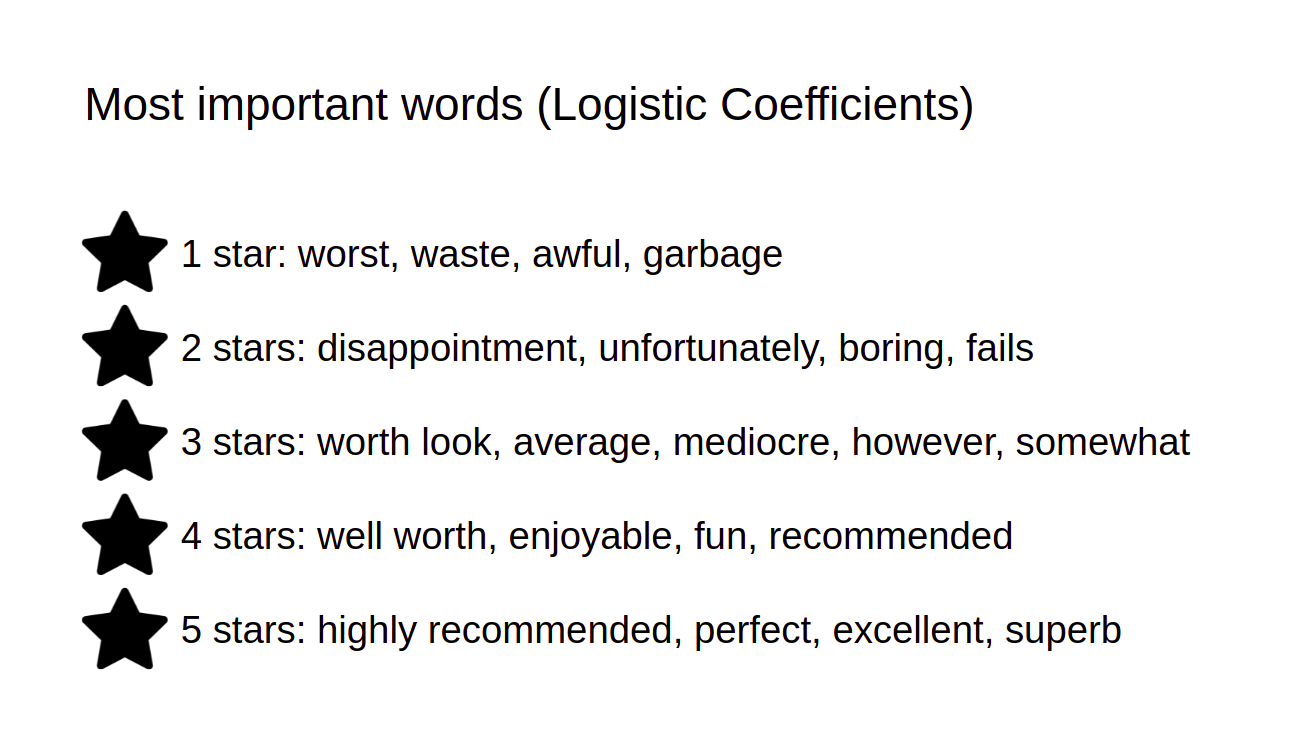 Most important words (Logistic Coefficients)
1 star: worst, waste, awful, garbage
2 stars: disappointment, unfortunately, boring, fails
3 stars: worth look, average, mediocre, however, somewhat
4 stars: well worth, enjoyable, fun, recommended
5 stars: highly recommended, perfect, excellent, superb